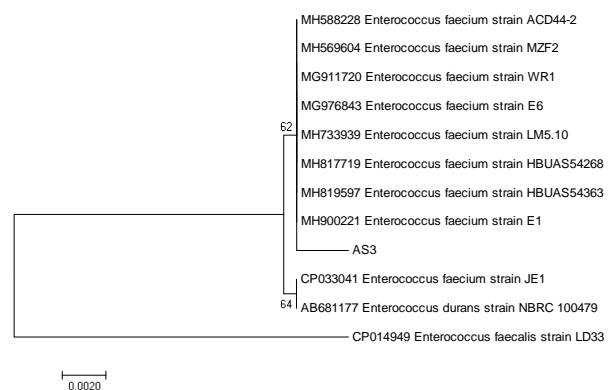 MH588228 Enterococcus faecium strain ACD44-2
MH569604 Enterococcus faecium strain MZF2
MG911720 Enterococcus faecium strain WR1
MG976843 Enterococcus faecium strain E6
62
MH733939 Enterococcus faecium strain LM5.10
MH817719 Enterococcus faecium strain HBUAS54268
MH819597 Enterococcus faecium strain HBUAS54363
MH900221 Enterococcus faecium strain E1
AS3
CP033041 Enterococcus faecium strain JE1
64
AB681177 Enterococcus durans strain NBRC 100479
CP014949 Enterococcus faecalis strain LD33
0.0020